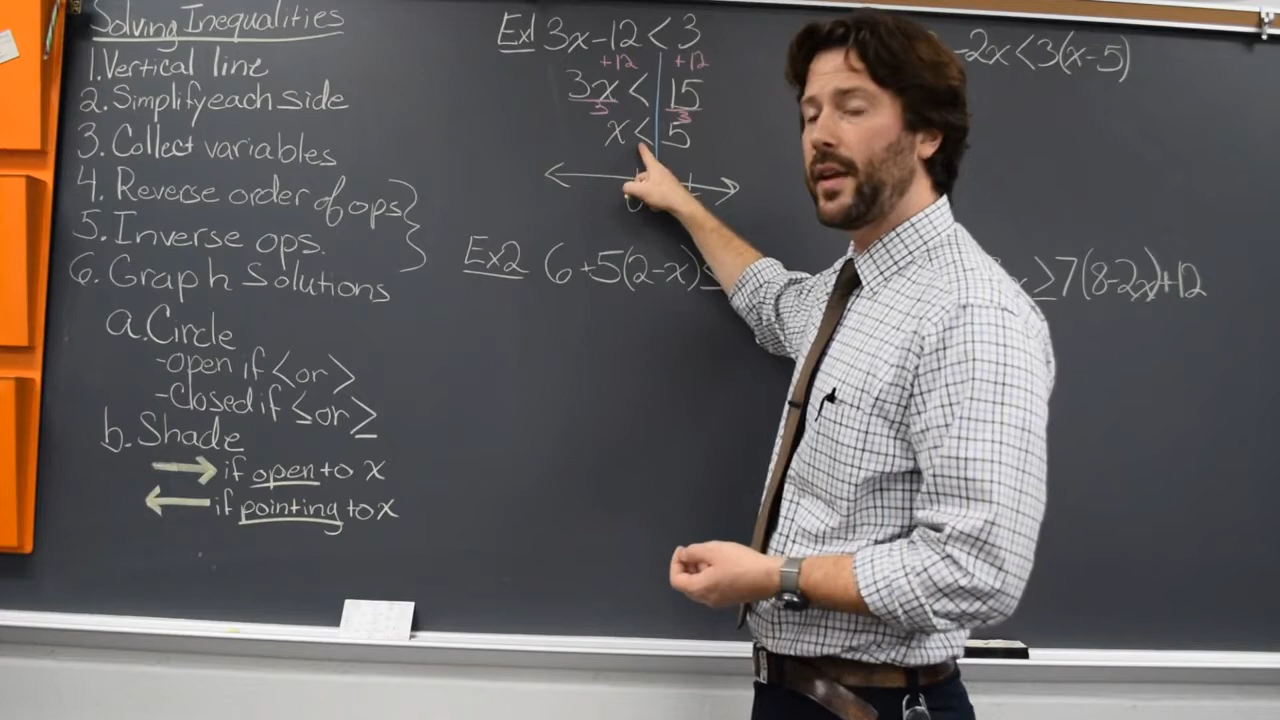 Solving Inequalities
1. Vertical line
2. Simplify each side
3. Collect variables
4. Reverse order of ops
5. Inverse ops.
6. Graph Solutions
a. Circle
-open if < or >
-Closed if ≤ or ≥
b. Shade
→ if open to x
← if pointing to x
Ex1 3x-12<3
+12 +12
3x < 15
3 3
x < 5
0
Ex2 6+5(2-x)≤
-2x<3(x-5)
≥7(8-2x)+12